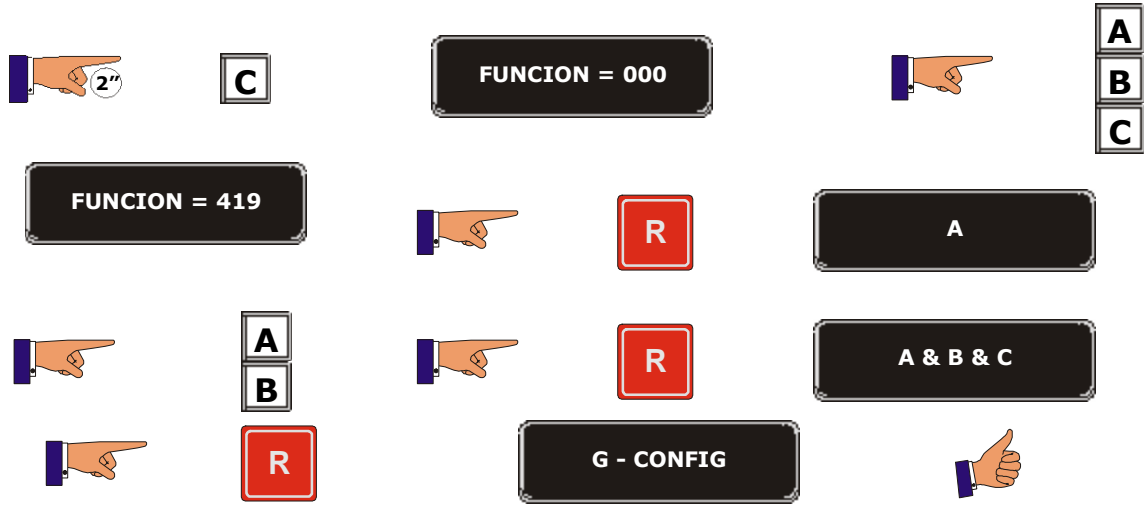 2”
C
FUNCION = 000
A
B
C
FUNCION = 419
R
A
A
B
R
A & B & C
R
G - CONFIG